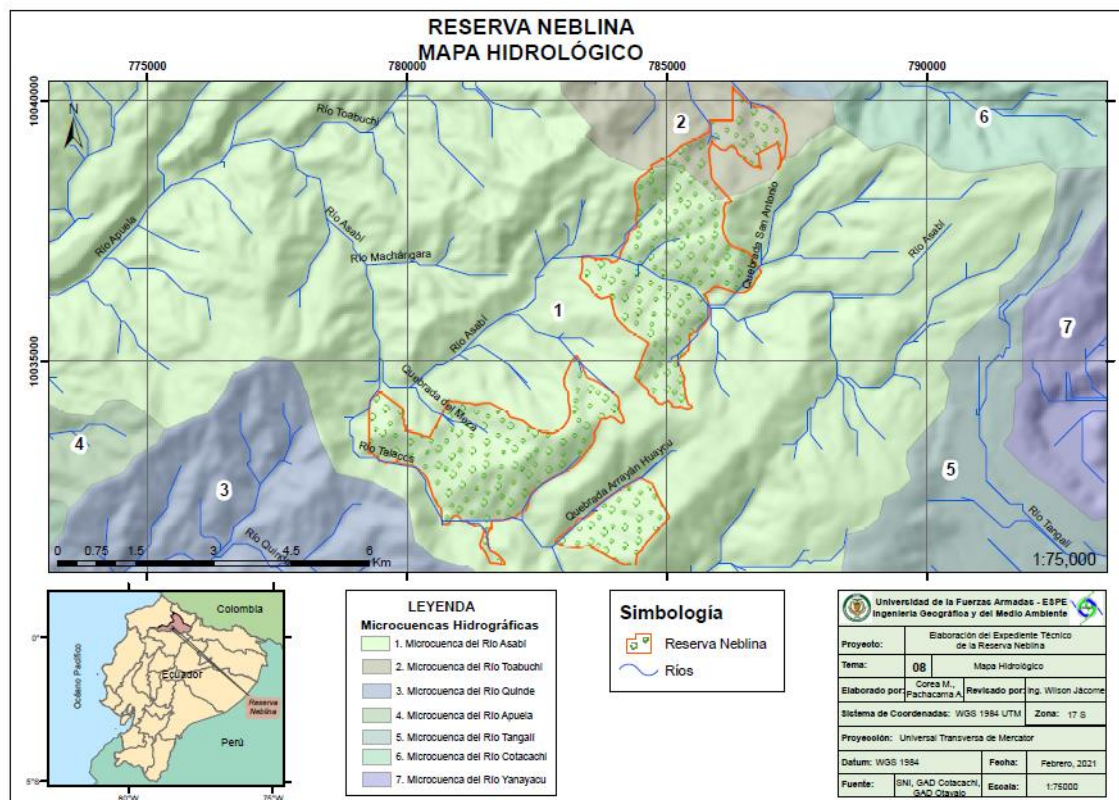 RESERVA NEBLINA
MAPA HIDROLÓGICO
775000
780000
785000
790000
10040000
10035000
N
Río Toabuchi
Río Apuela
Río Asabí
Río Machángara
Río Asabí
Quebrada San Antonio
Río Asabí
Quebrada del Moza
Río Talacos
Quebrada Arrayán Huaycu
Río Quinde
Río Tangalí
2
6
1
7
4
3
5
0 0.75 1.5 3 4.5 6
Km
1:75,000
Colombia
0°
Océano Pacífico
Ecuador
Reserva
Neblina
Perú
5°S
80°W
75°W
LEYENDA
Microcuencas Hidrográficas
1. Microcuenca del Río Asabí
2. Microcuenca del Río Toabuchi
3. Microcuenca del Río Quinde
4. Microcuenca del Río Apuela
5. Microcuenca del Río Tangalí
6. Microcuenca del Río Cotacachi
7. Microcuenca del Río Yanayacu
Simbología
Reserva Neblina
Ríos
Universidad de la Fuerzas Armadas - ESPE
Ingeniería Geográfica y del Medio Ambiente
Proyecto: Elaboración del Expediente Técnico
de la Reserva Neblina
Tema: 08 Mapa Hidrológico
Elaborado por: Corea M., Pachacama A. Revisado por: Ing. Wilson Jácome
Sistema de Coordenadas: WGS 1984 UTM Zona: 17 S
Proyección: Universal Transversa de Mercator
Datum: WGS 1984 Fecha: Febrero, 2021
Fuente: SNI, GAD Cotacachi, GAD Otavalo Escala: 1:75000